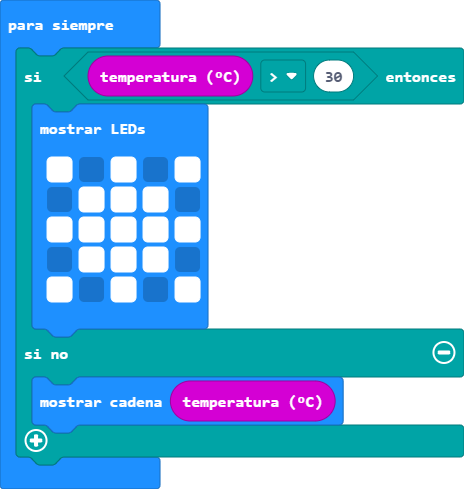 para siempre
si temperatura (ºC) > 30 entonces
mostrar LEDs
si no
mostrar cadena temperatura (ºC)